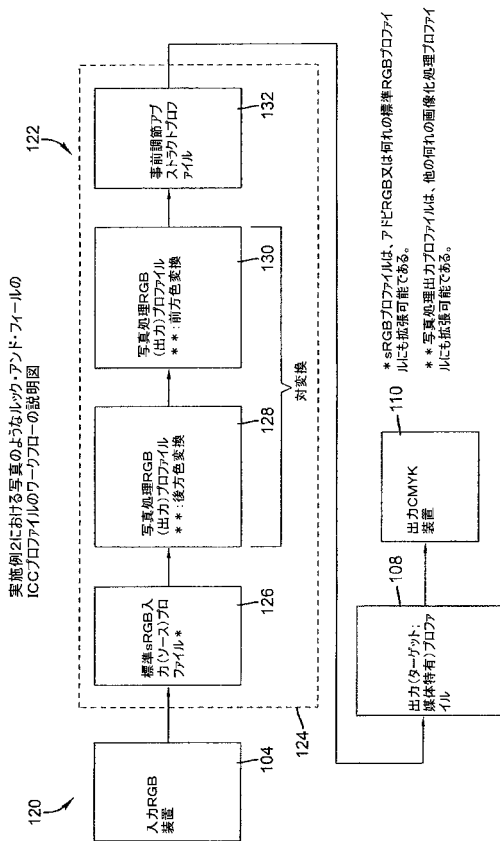 実施例2における写真のようなルック・アンド・フィールの
ICCプロファイルのワークフローの説明図
120
122
入力RGB
装置
104
124
標準sRGB入
力(ソース)プロ
ファイル*
126
写真処理RGB
(出力)プロファイル
**:後方色変換
128
写真処理RGB
(出力)プロファイル
**:前方色変換
130
対変換
事前調節アブ
ストラクトプロフ
ァイル
132
出力(ターゲット;
媒体特有)プロファ
イル
108
出力CMYK
装置
110
*sRGBプロファイルは、アドビRGB又は何れの標準RGBプロファイ
ルにも拡張可能である。
**写真処理出力プロファイルは、他の何れの画像化処理プロファイ
ルにも拡張可能である。